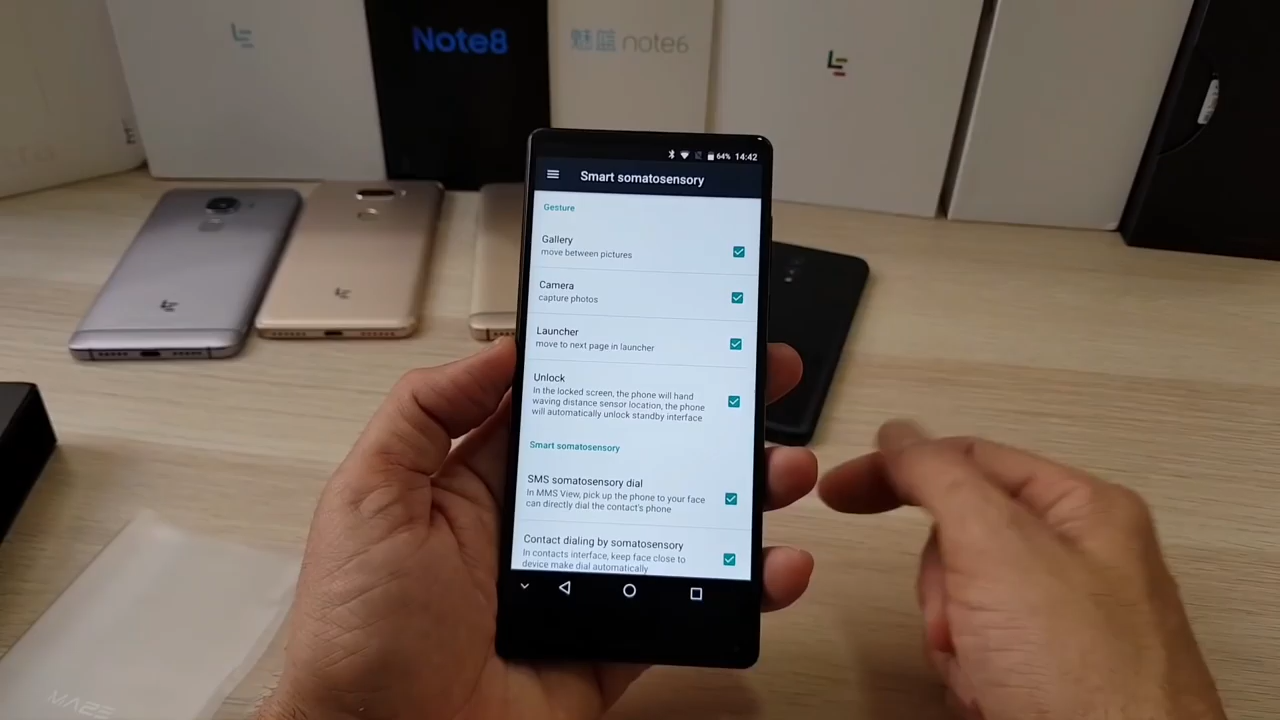 Note8
魅蓝 note6
64% 14:42
Smart somatosensory
Gesture
Gallery
move between pictures
Camera
capture photos
Launcher
move to next page in launcher
Unlock
In the locked screen, the phone will hand
waving distance sensor location, the phone
will automatically unlock standby interface
Smart somatosensory
SMS somatosensory dial
In MMS View, pick up the phone to your face
can directly dial the contact's phone
Contact dialing by somatosensory
In contacts interface, keep face close to
device make dial automatically
MAZE